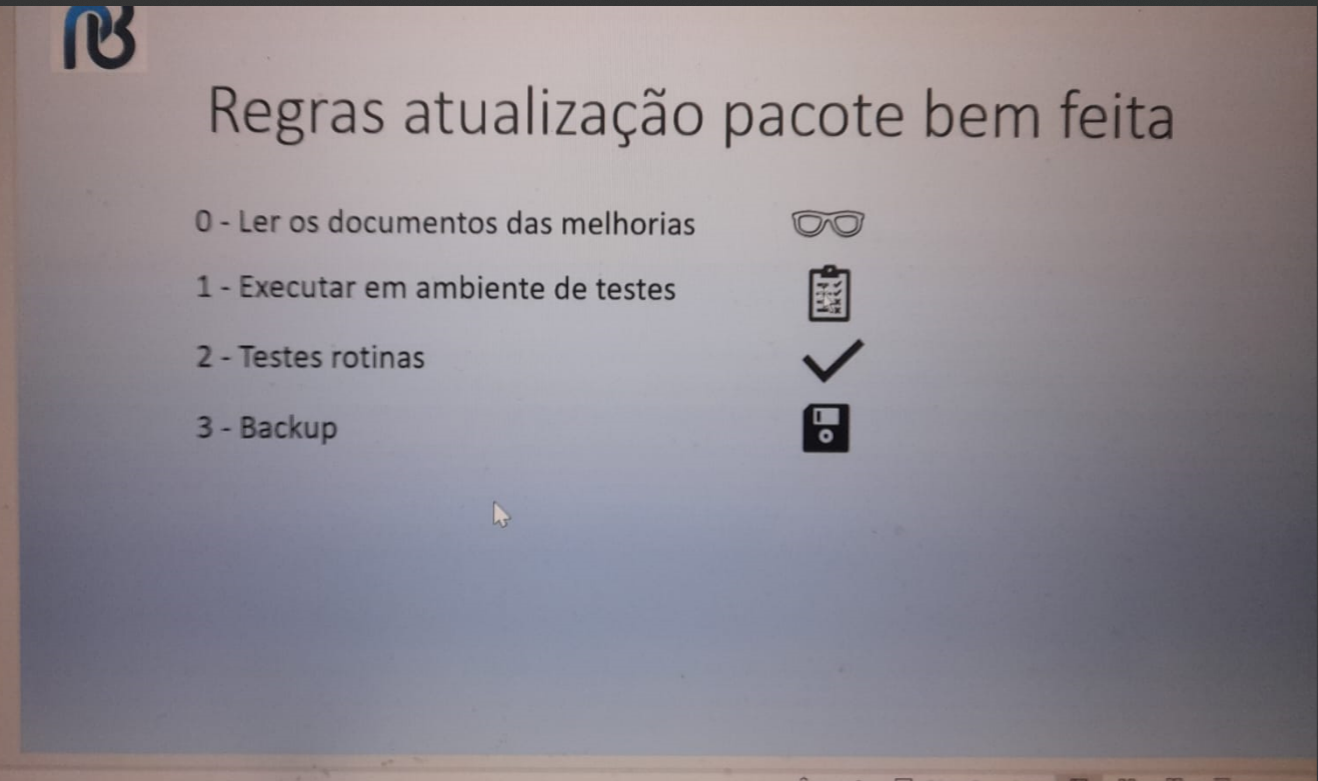 Regras atualização pacote bem feita
0 - Ler os documentos das melhorias
1 - Executar em ambiente de testes
2 - Testes rotinas
3 - Backup